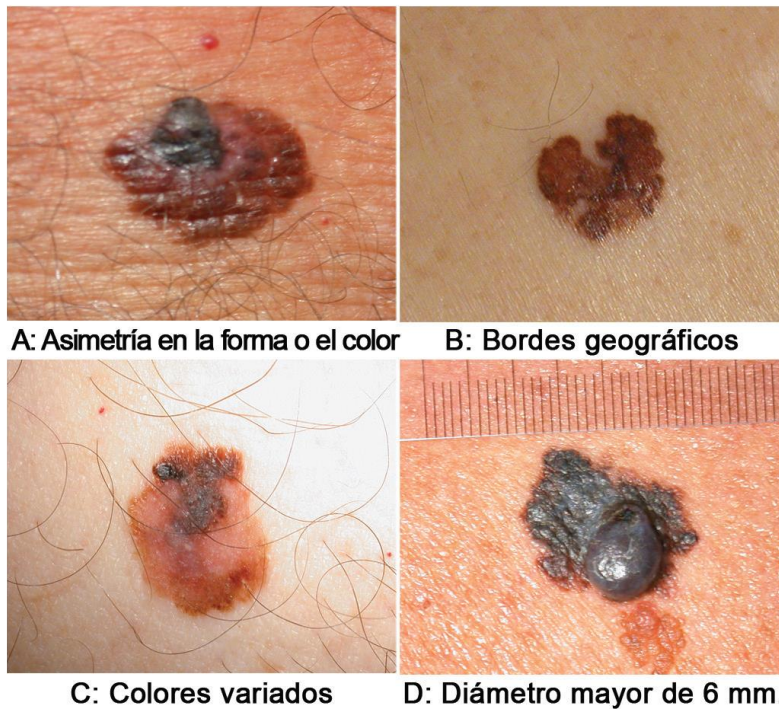 A: Asimetría en la forma o el color
B: Bordes geográficos
C: Colores variados
D: Diámetro mayor de 6 mm